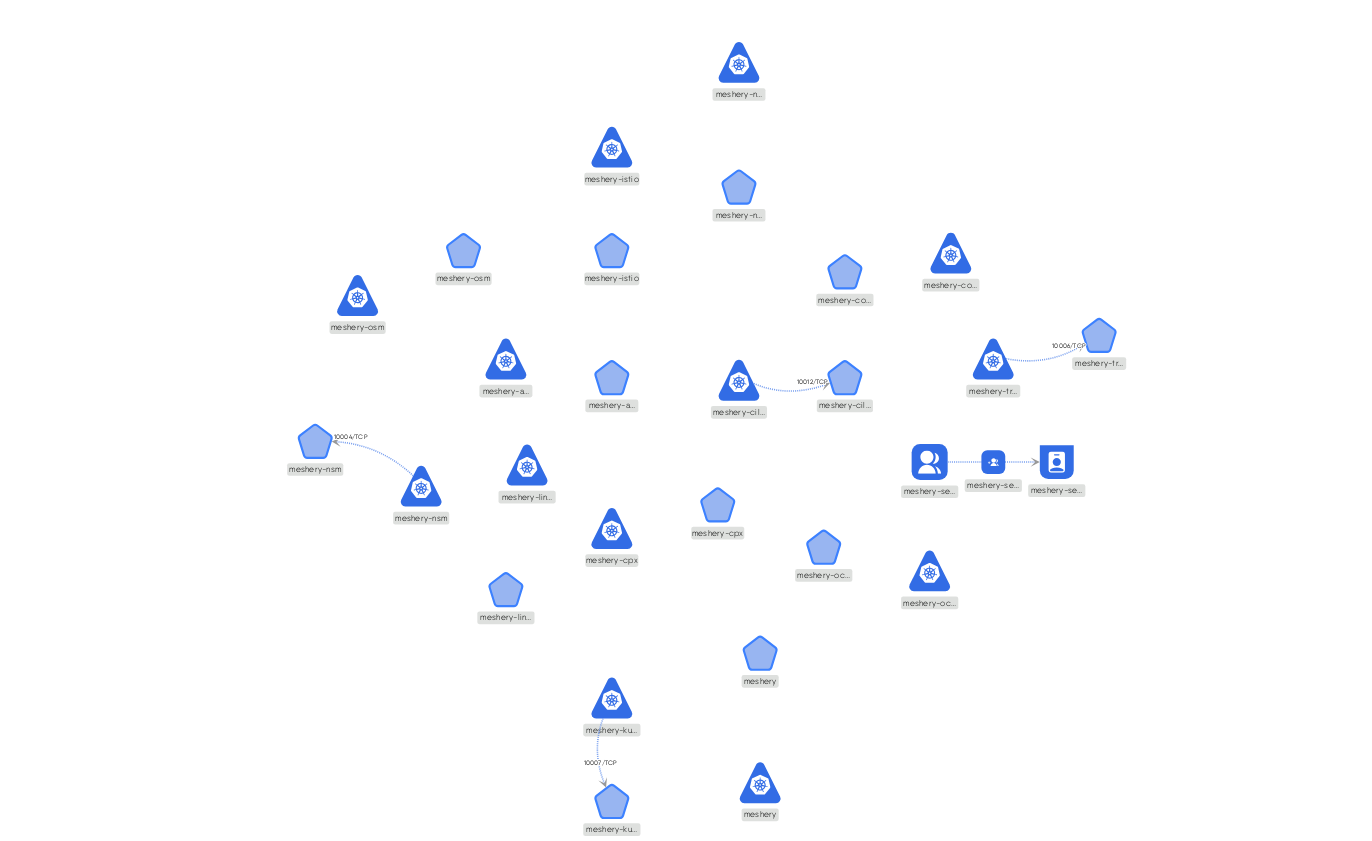 meshery-n...
meshery-istio
meshery-n...
meshery-osm
meshery-istio
meshery-co...
meshery-co...
meshery-osm
10006/TCP
meshery-tr...
meshery-a...
meshery-a...
10012/TCP
meshery-cil...
meshery-cil...
meshery-tr...
10004/TCP
meshery-nsm
meshery-nsm
meshery-lin...
meshery-se...
meshery-se...
meshery-se...
meshery-cpx
meshery-cpx
meshery-oc...
meshery-oc...
meshery-lin...
meshery
meshery-ku...
10007/TCP
meshery-ku...
meshery